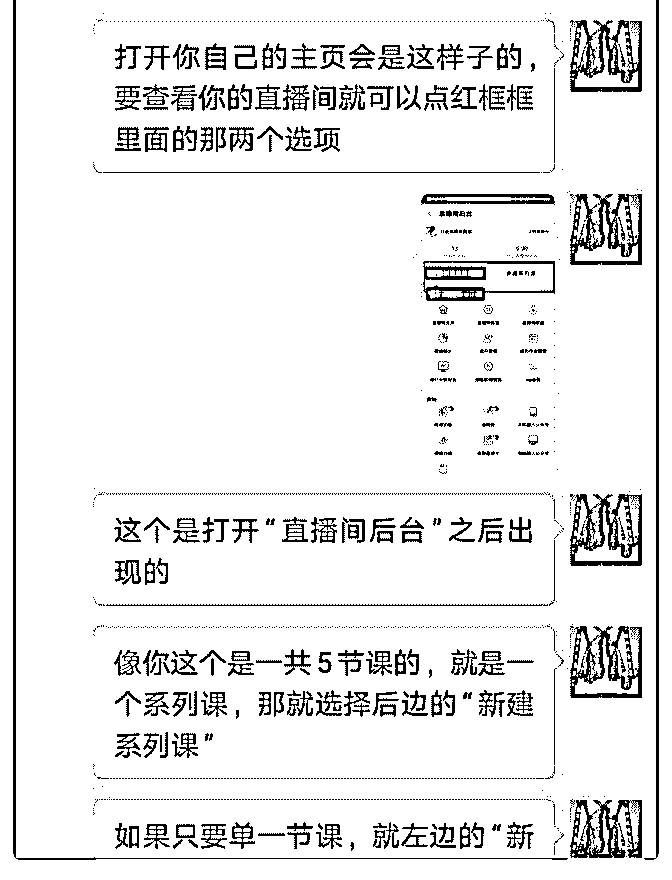 打开你自己的主页会是这样子的，
要查看你的直播间就可以点红框框
里面的那两个选项
这个是打开“直播间后台”之后出
现的
像你这个是一共5节课的，就是一
个系列课，那就选择后边的“新建
系列课”
如果只要单一节课，就左边的“新